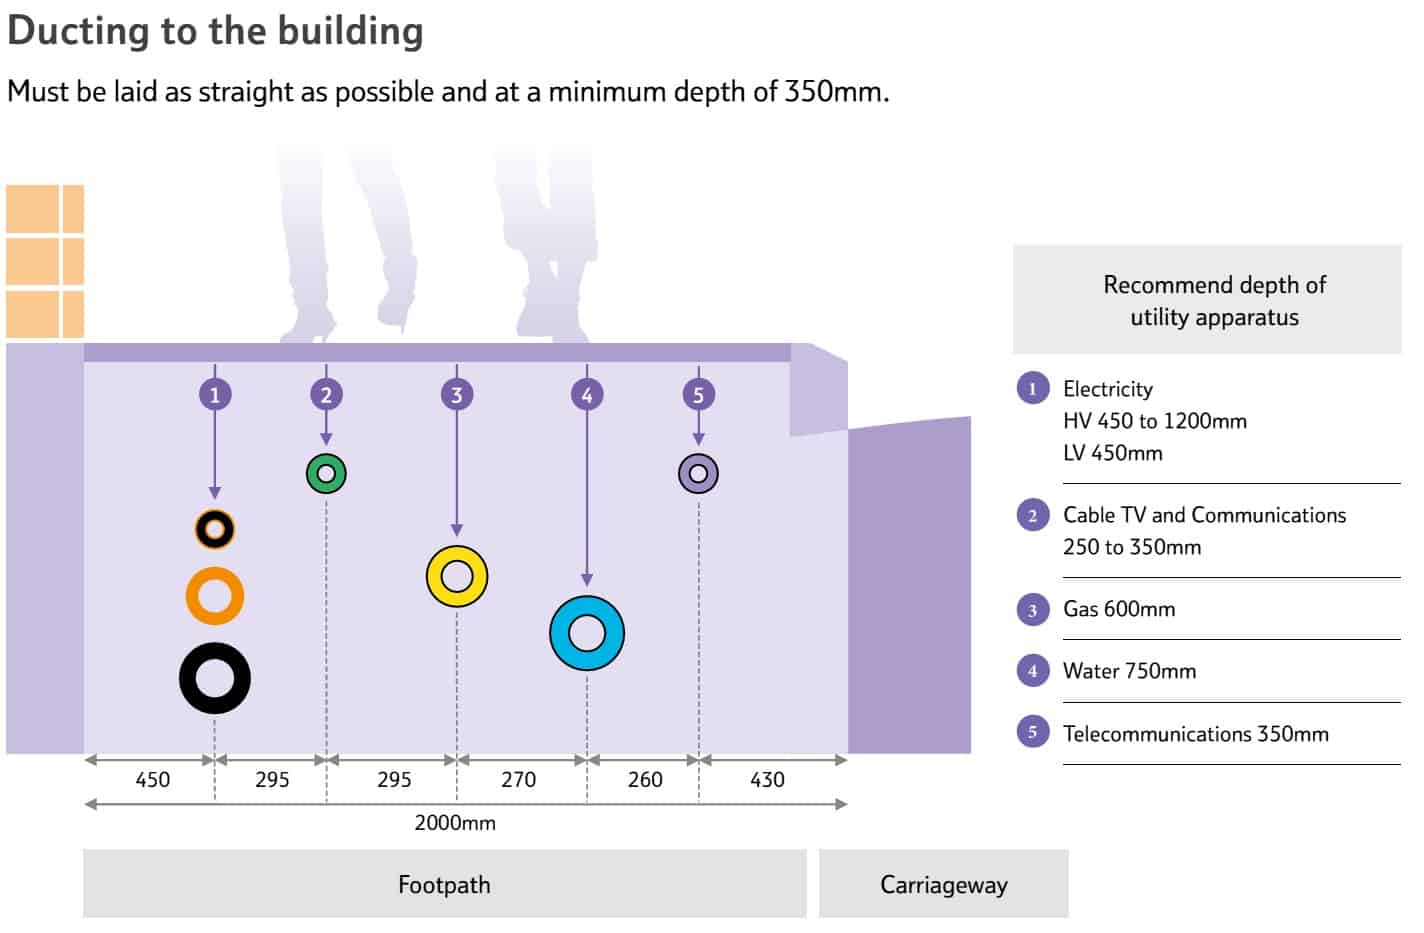 Ducting to the building
Must be laid as straight as possible and at a minimum depth of 350mm.
1 2 3 4 5
450 295 295 270 260 430
2000mm
Footpath
Carriageway
Recommend depth of
utility apparatus
1 Electricity
HV 450 to 1200mm
LV 450mm
2 Cable TV and Communications
250 to 350mm
3 Gas 600mm
4 Water 750mm
5 Telecommunications 350mm